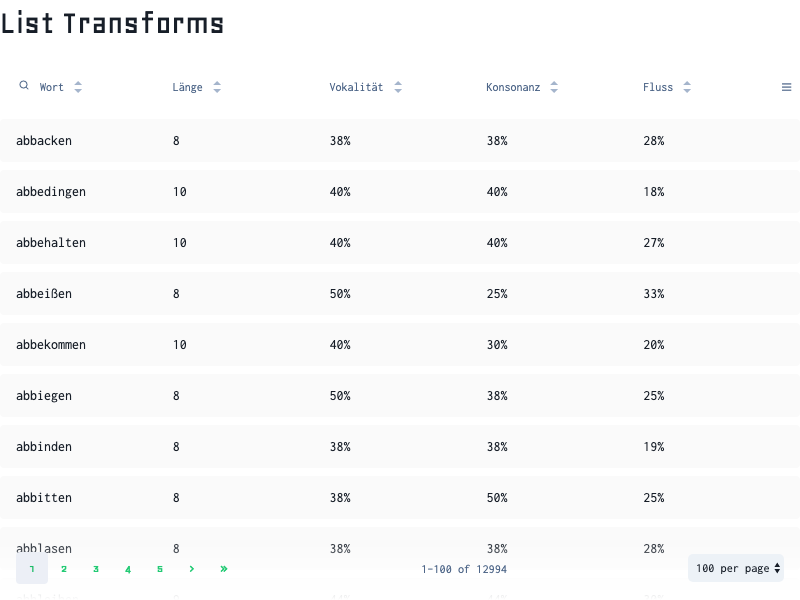 List Transforms
Wort Länge Vokalität Konsonanz Fluss
abbacken 8 38% 38% 28%
abbedingen 10 40% 40% 18%
abbehalten 10 40% 40% 27%
abbeißen 8 50% 25% 33%
abbekommen 10 40% 30% 20%
abbiegen 8 50% 38% 25%
abbinden 8 38% 38% 19%
abbitten 8 38% 50% 25%
abblasen 8 38% 38% 28%
1 2 3 4 5 › » 1-100 of 12994 100 per page